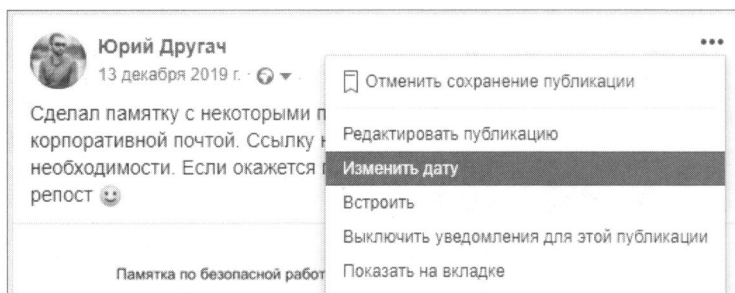 Юрий Другач
13 декабря 2019 г.
Сделал памятку с некоторыми
корпоративной почтой. Ссылку
необходимости. Если окажется
репост
Памятка по безопасной
Отменить сохранение публикации
Редактировать публикацию
Изменить дату
Встроить
Выключить уведомления для этой публикации
Показать на вкладке